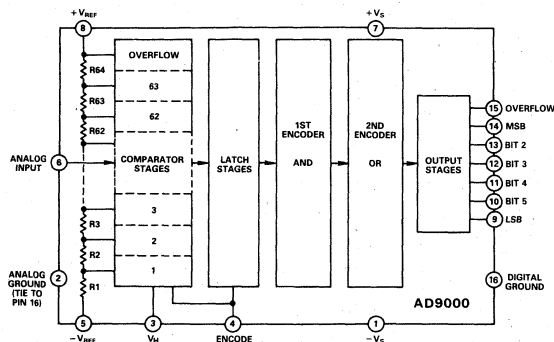 +VREF
+VS
8
7
OVERFLOW
R64
63
R63
62
R62
15 OVERFLOW
14 MSB
13 BIT 2
12 BIT 3
11 BIT 4
10 BIT 5
9 LSB
1ST
ENCODER
AND
2ND
ENCODER
OR
ANALOG
INPUT
6
COMPARATOR
STAGES
LATCH
STAGES
OUTPUT
STAGES
3
R3
2
R2
1
R1
ANALOG
GROUND
(TIE TO
PIN 16)
2
16
DIGITAL
GROUND
AD9000
5
3
4
1
-VREF
VH
ENCODE
-VS